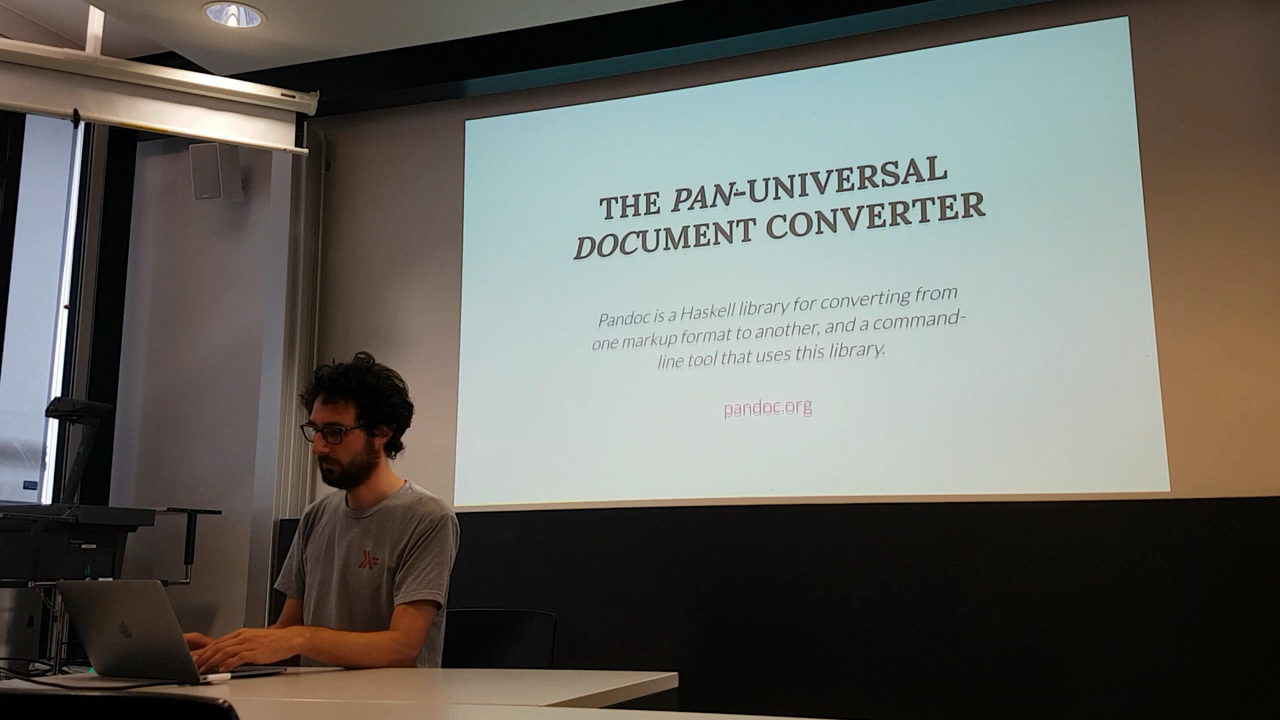 THE PAN-UNIVERSAL
DOCUMENT CONVERTER
Pandoc is a Haskell library for converting from
one markup format to another, and a command-
line tool that uses this library.
pandoc.org